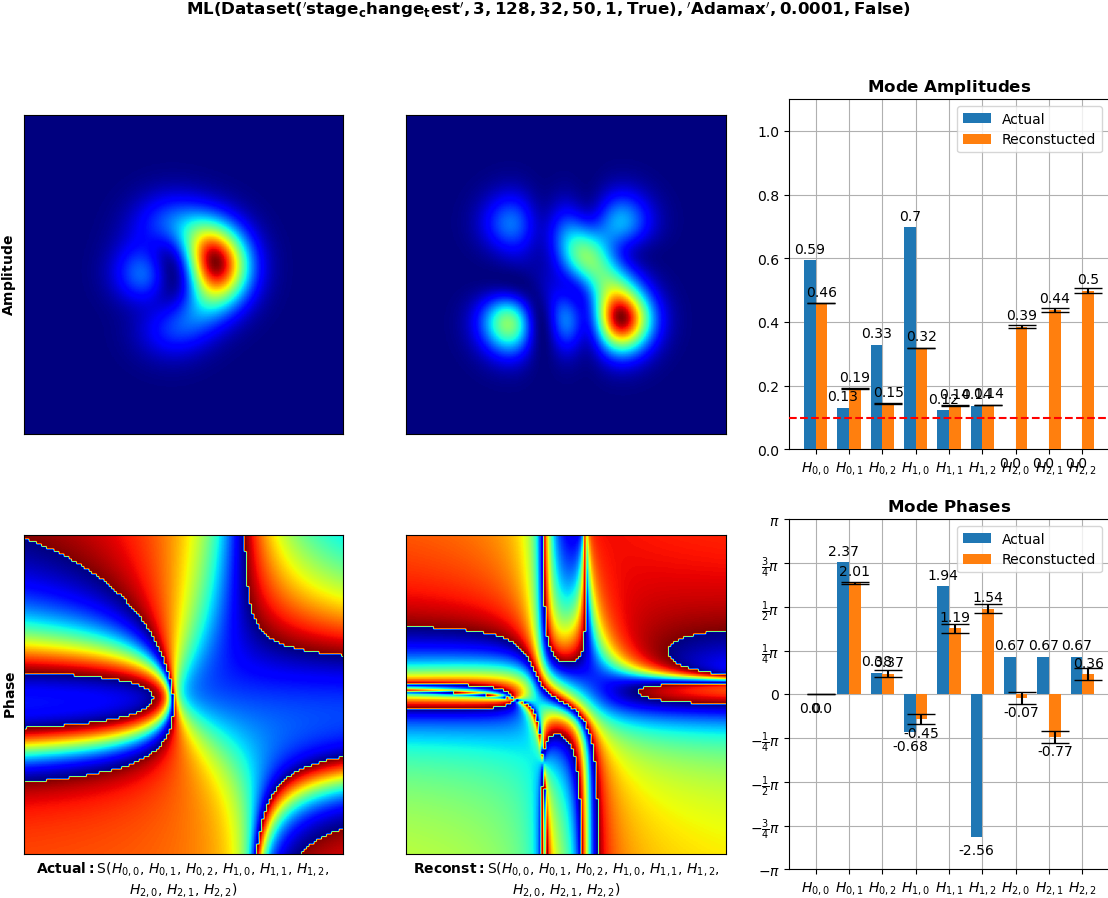 ML(Dataset('stage_change_test', 3, 128, 32, 50, 1, True), 'Adamax', 0.0001, False)
Amplitude
Mode Amplitudes
Actual
Reconstucted
1.0
0.8
0.6
0.4
0.2
0.0
0.59
0.46
0.13
0.19
0.33
0.15
0.7
0.32
0.12
0.14
0.14
0.14
0.0
0.39
0.0
0.44
0.0
0.5
H0,0 H0,1 H0,2 H1,0 H1,1 H1,2 H2,0 H2,1 H2,2
Phase
Mode Phases
Actual
Reconstucted
π
3/4π
1/2π
1/4π
0
−1/4π
−1/2π
−3/4π
−π
0.0
0.0
2.37
2.01
0.38
0.37
-0.68
-0.45
1.94
1.19
-2.56
1.54
0.67
-0.07
0.67
-0.77
0.67
0.36
H0,0 H0,1 H0,2 H1,0 H1,1 H1,2 H2,0 H2,1 H2,2
Actual: S(H0,0, H0,1, H0,2, H1,0, H1,1, H1,2,
H2,0, H2,1, H2,2)
Reconst: S(H0,0, H0,1, H0,2, H1,0, H1,1, H1,2,
H2,0, H2,1, H2,2)